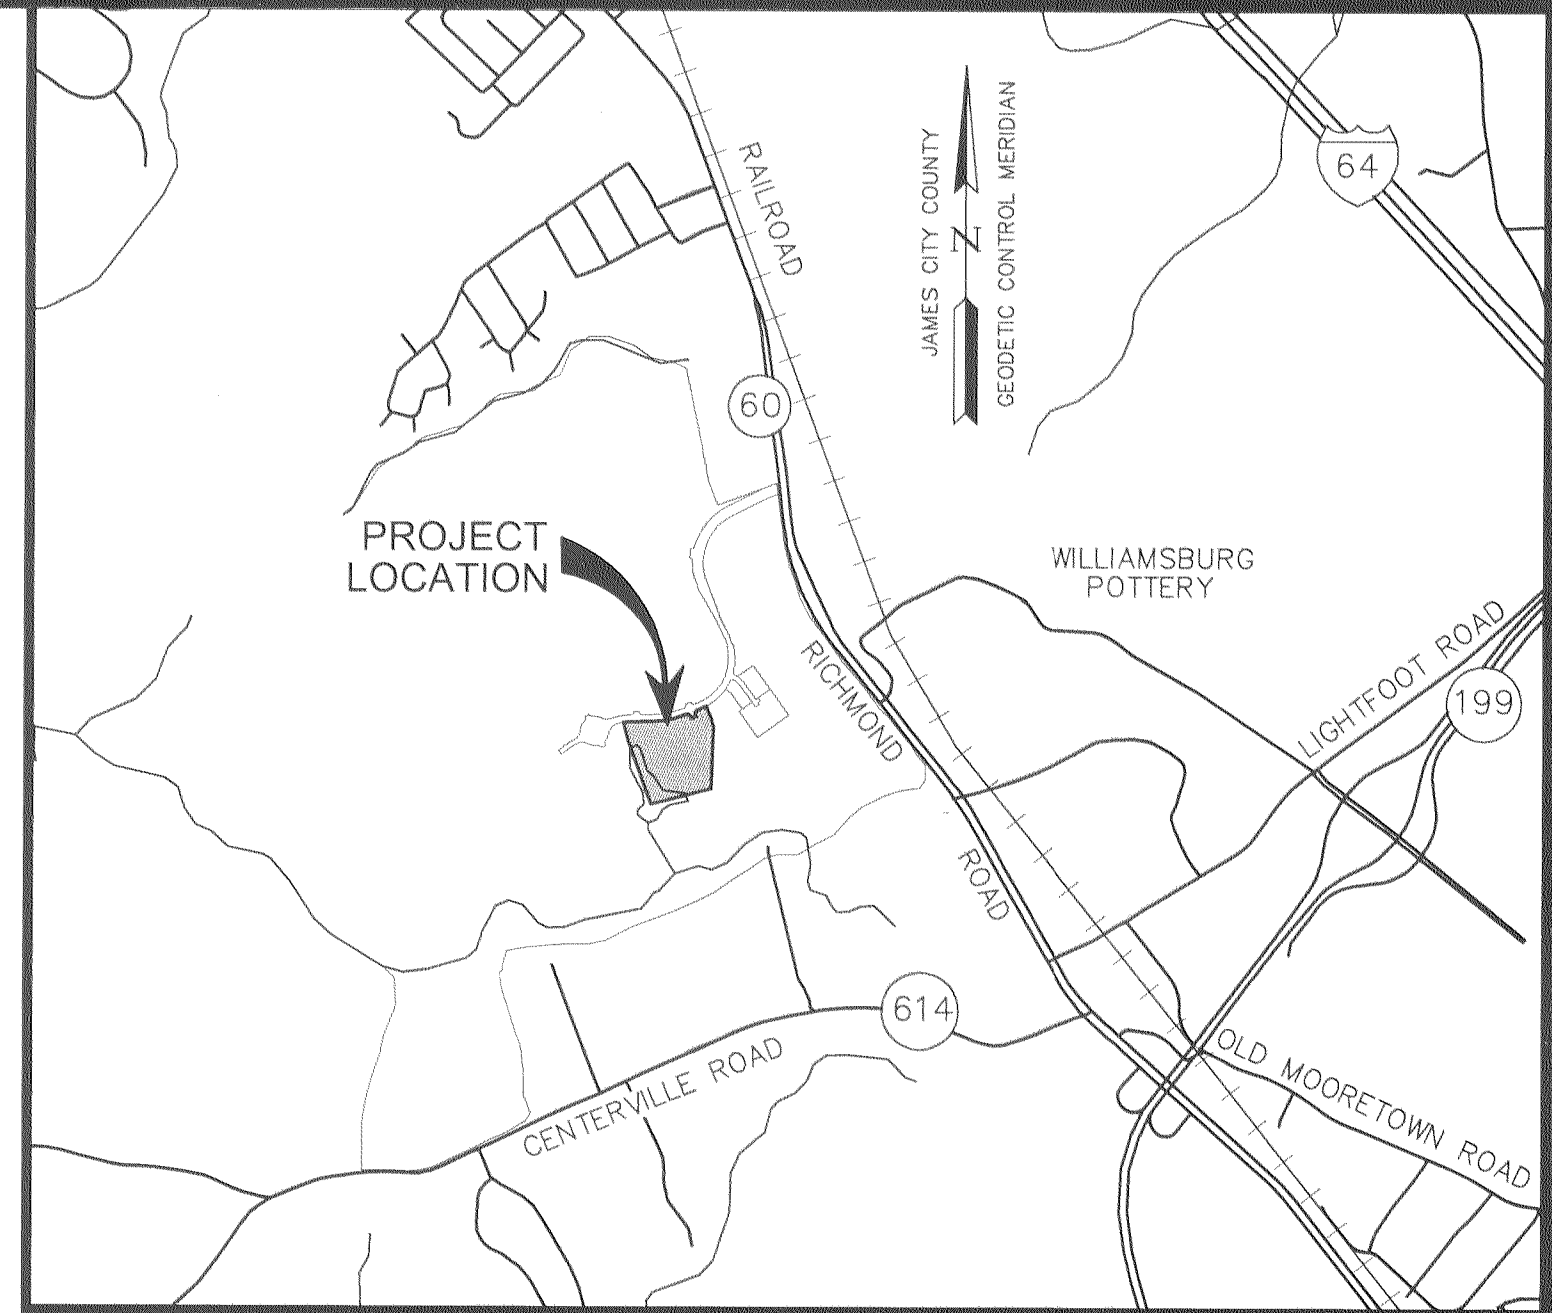 RAILROAD
JAMES CITY COUNTY
N
GEODETIC CONTROL MERIDIAN
64
60
PROJECT
LOCATION
WILLIAMSBURG
POTTERY
LIGHTFOOT ROAD
199
RICHMOND
ROAD
614
CENTERVILLE ROAD
OLD MOORETOWN ROAD